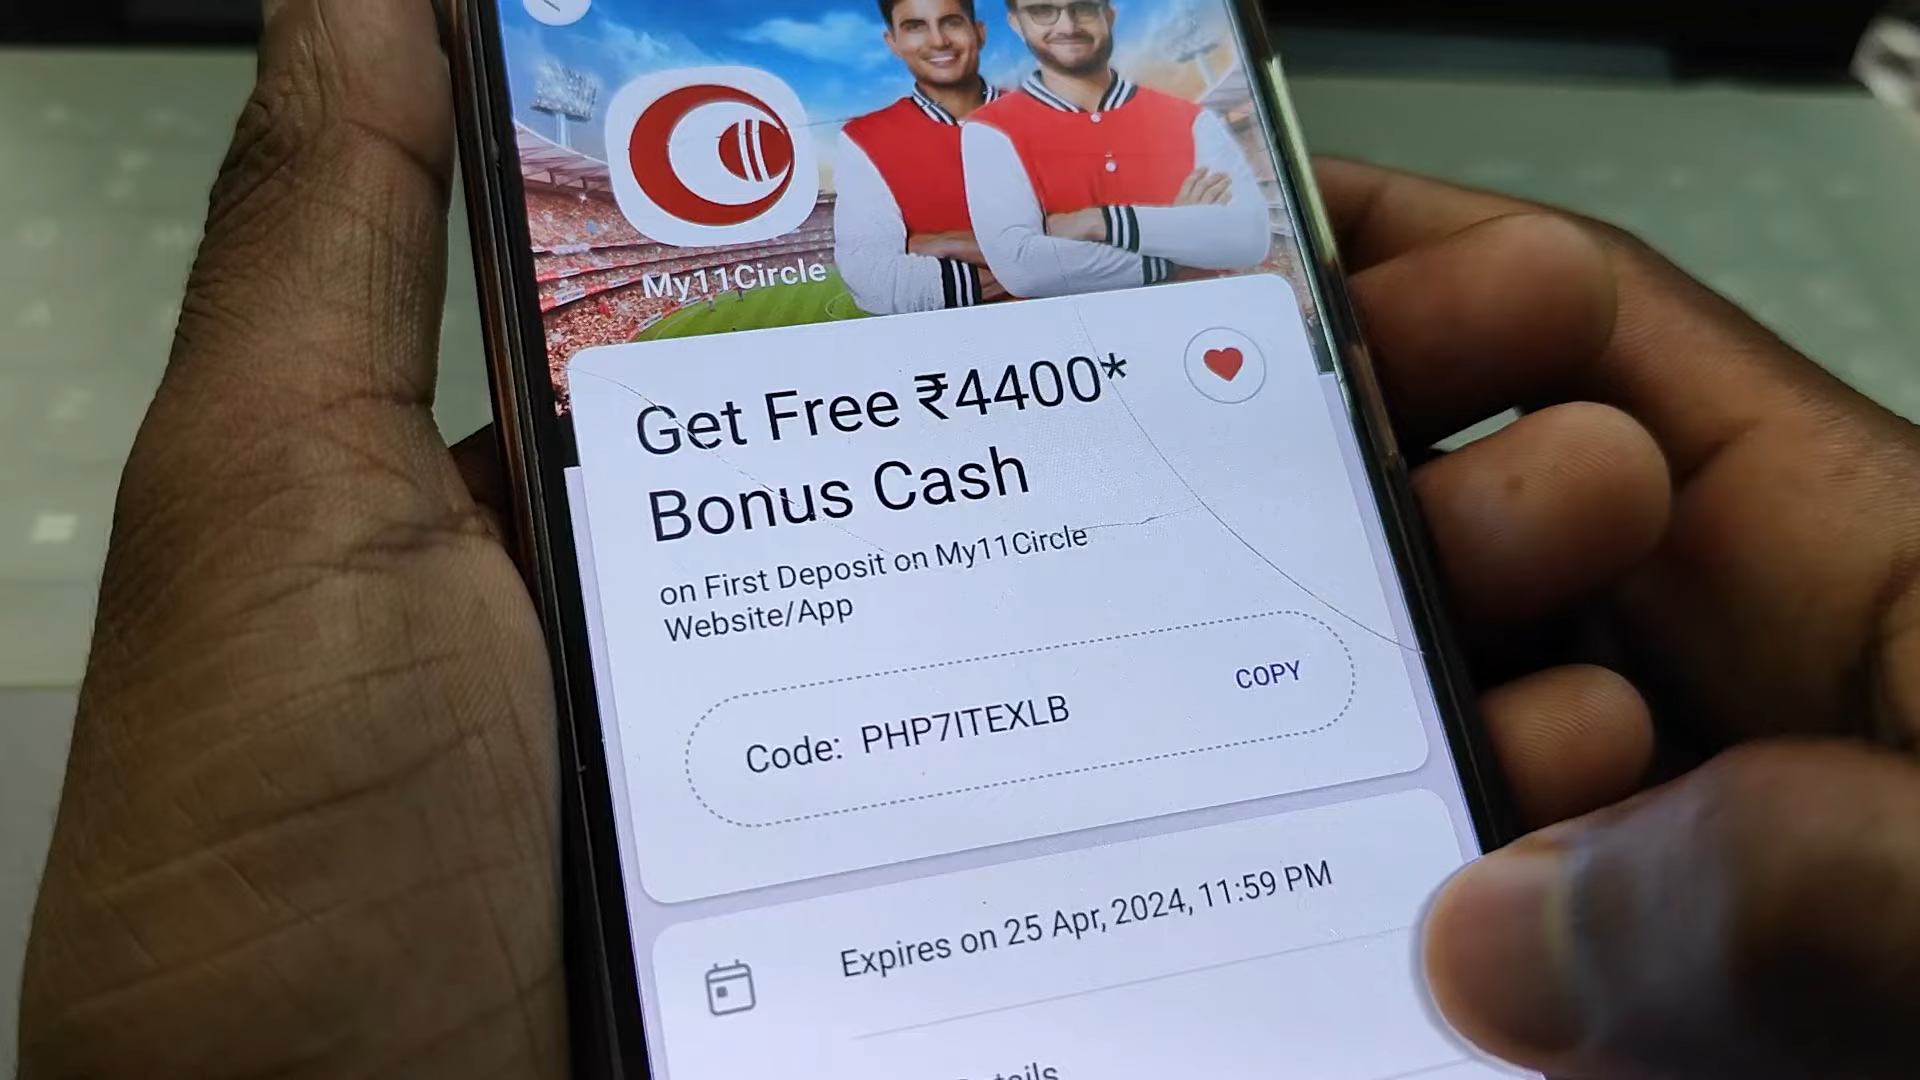 My11Circle
Get Free ₹4400*
Bonus Cash
on First Deposit on My11Circle
Website/App
Code: PHP7ITEXLB
COPY
Expires on 25 Apr, 2024, 11:59 PM